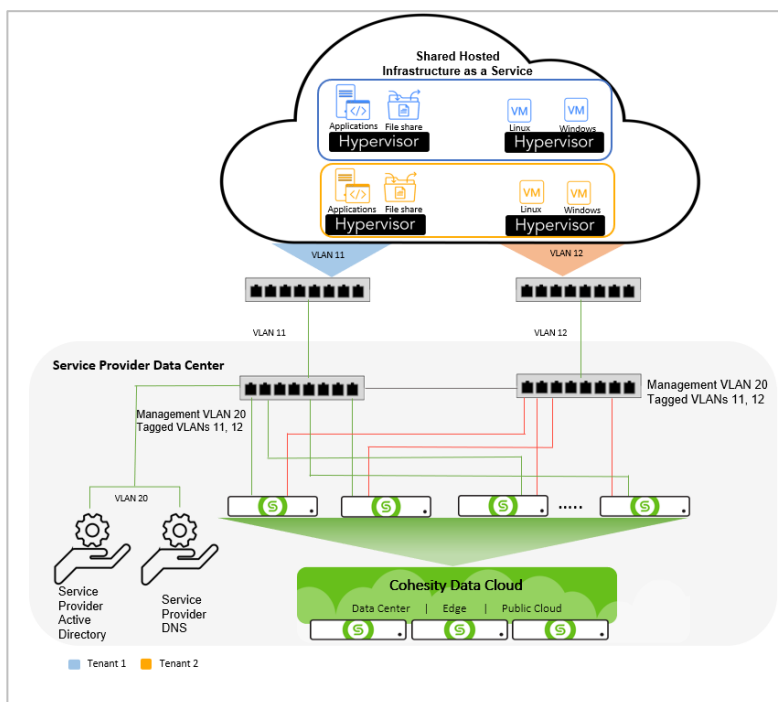 Shared Hosted
Infrastructure as a Service
Applications
File share
Hypervisor
VM
Linux
VM
Windows
Hypervisor
Applications
File share
Hypervisor
VM
Linux
VM
Windows
Hypervisor
VLAN 11
VLAN 12
VLAN 11
VLAN 12
Service Provider Data Center
Management VLAN 20
Tagged VLANs 11, 12
Management VLAN 20
Tagged VLANs 11, 12
VLAN 20
Service
Provider
Active
Directory
Service
Provider
DNS
Cohesity Data Cloud
Data Center | Edge | Public Cloud
Tenant 1
Tenant 2